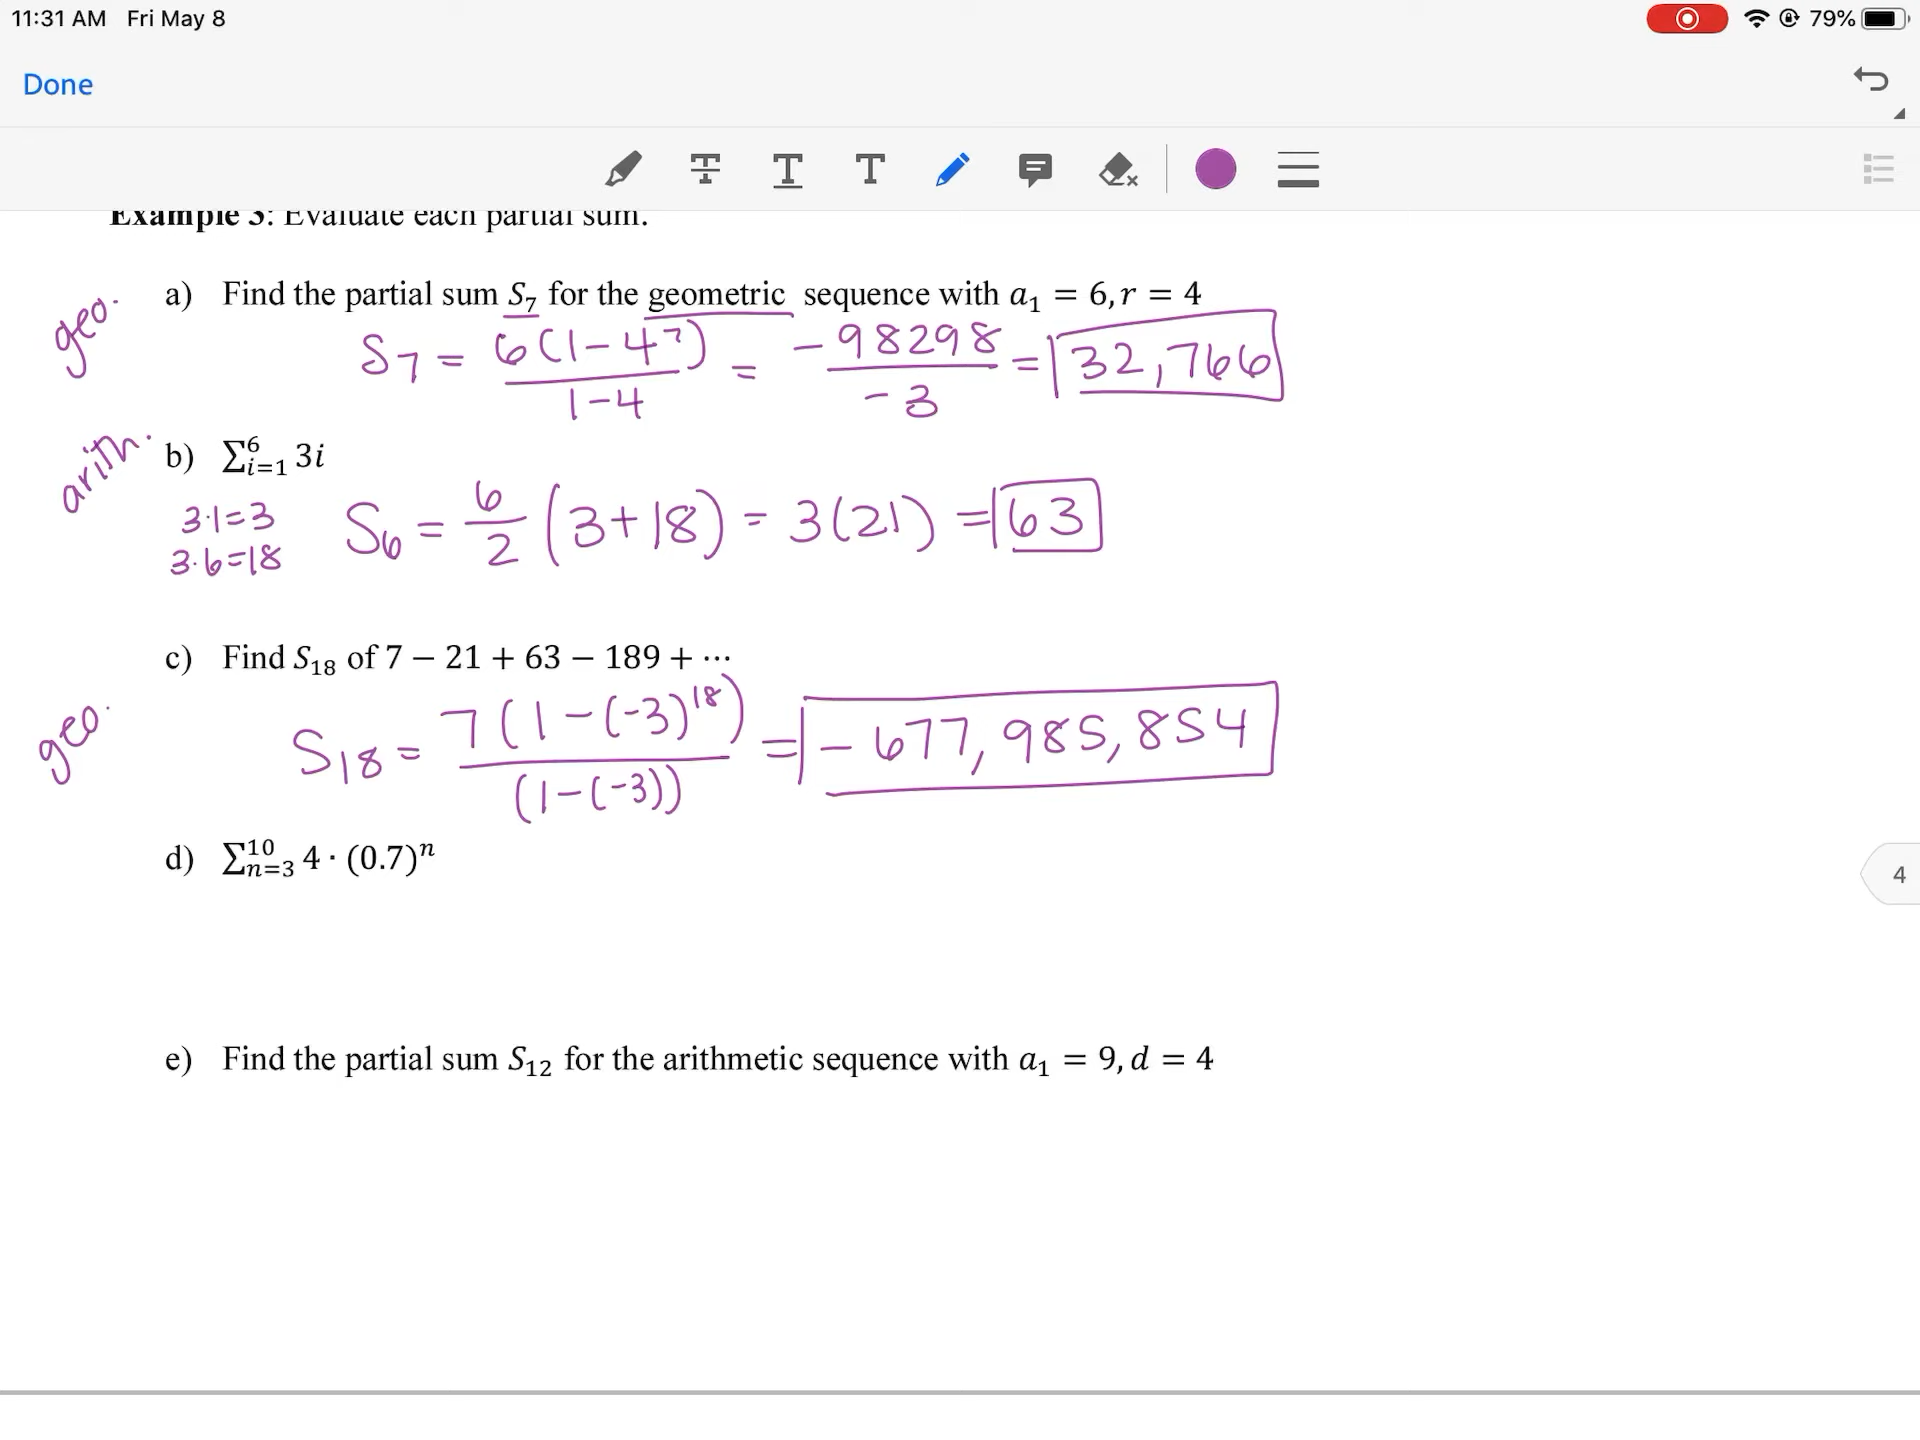 11:31 AM Fri May 8 79%
Done
T T T
Example 3: Evaluate each partial sum.
a) Find the partial sum S₇ for the geometric sequence with a₁ = 6, r = 4
geo.
S₇ = 6(1-4⁷)/(1-4) = -98298/-3 = 32,766
arith.
b) ∑⁶ᵢ₌₁ 3i
3·1=3
3·6=18
S₆ = 6/2 (3+18) = 3(21) = 63
c) Find S₁₈ of 7 − 21 + 63 − 189 + ⋯
geo.
S₁₈ = 7(1-(-3)¹⁸)/(1-(-3)) = -677,985,854
d) ∑¹⁰ₙ₌₃ 4 · (0.7)ⁿ
4
e) Find the partial sum S₁₂ for the arithmetic sequence with a₁ = 9, d = 4